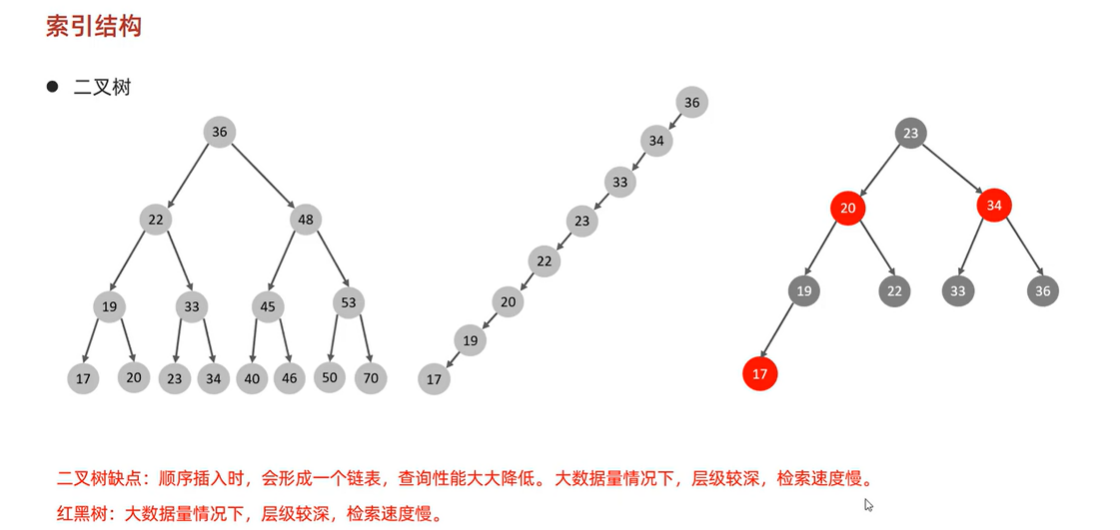 索引结构
● 二叉树
36
22 48
19 33 45 53
17 20 23 34 40 46 50 70
36
34
33
23
22
20
19
17
23
20 34
19 22 33 36
17
二叉树缺点：顺序插入时，会形成一个链表，查询性能大大降低。大数据量情况下，层级较深，检索速度慢。
红黑树：大数据量情况下，层级较深，检索速度慢。